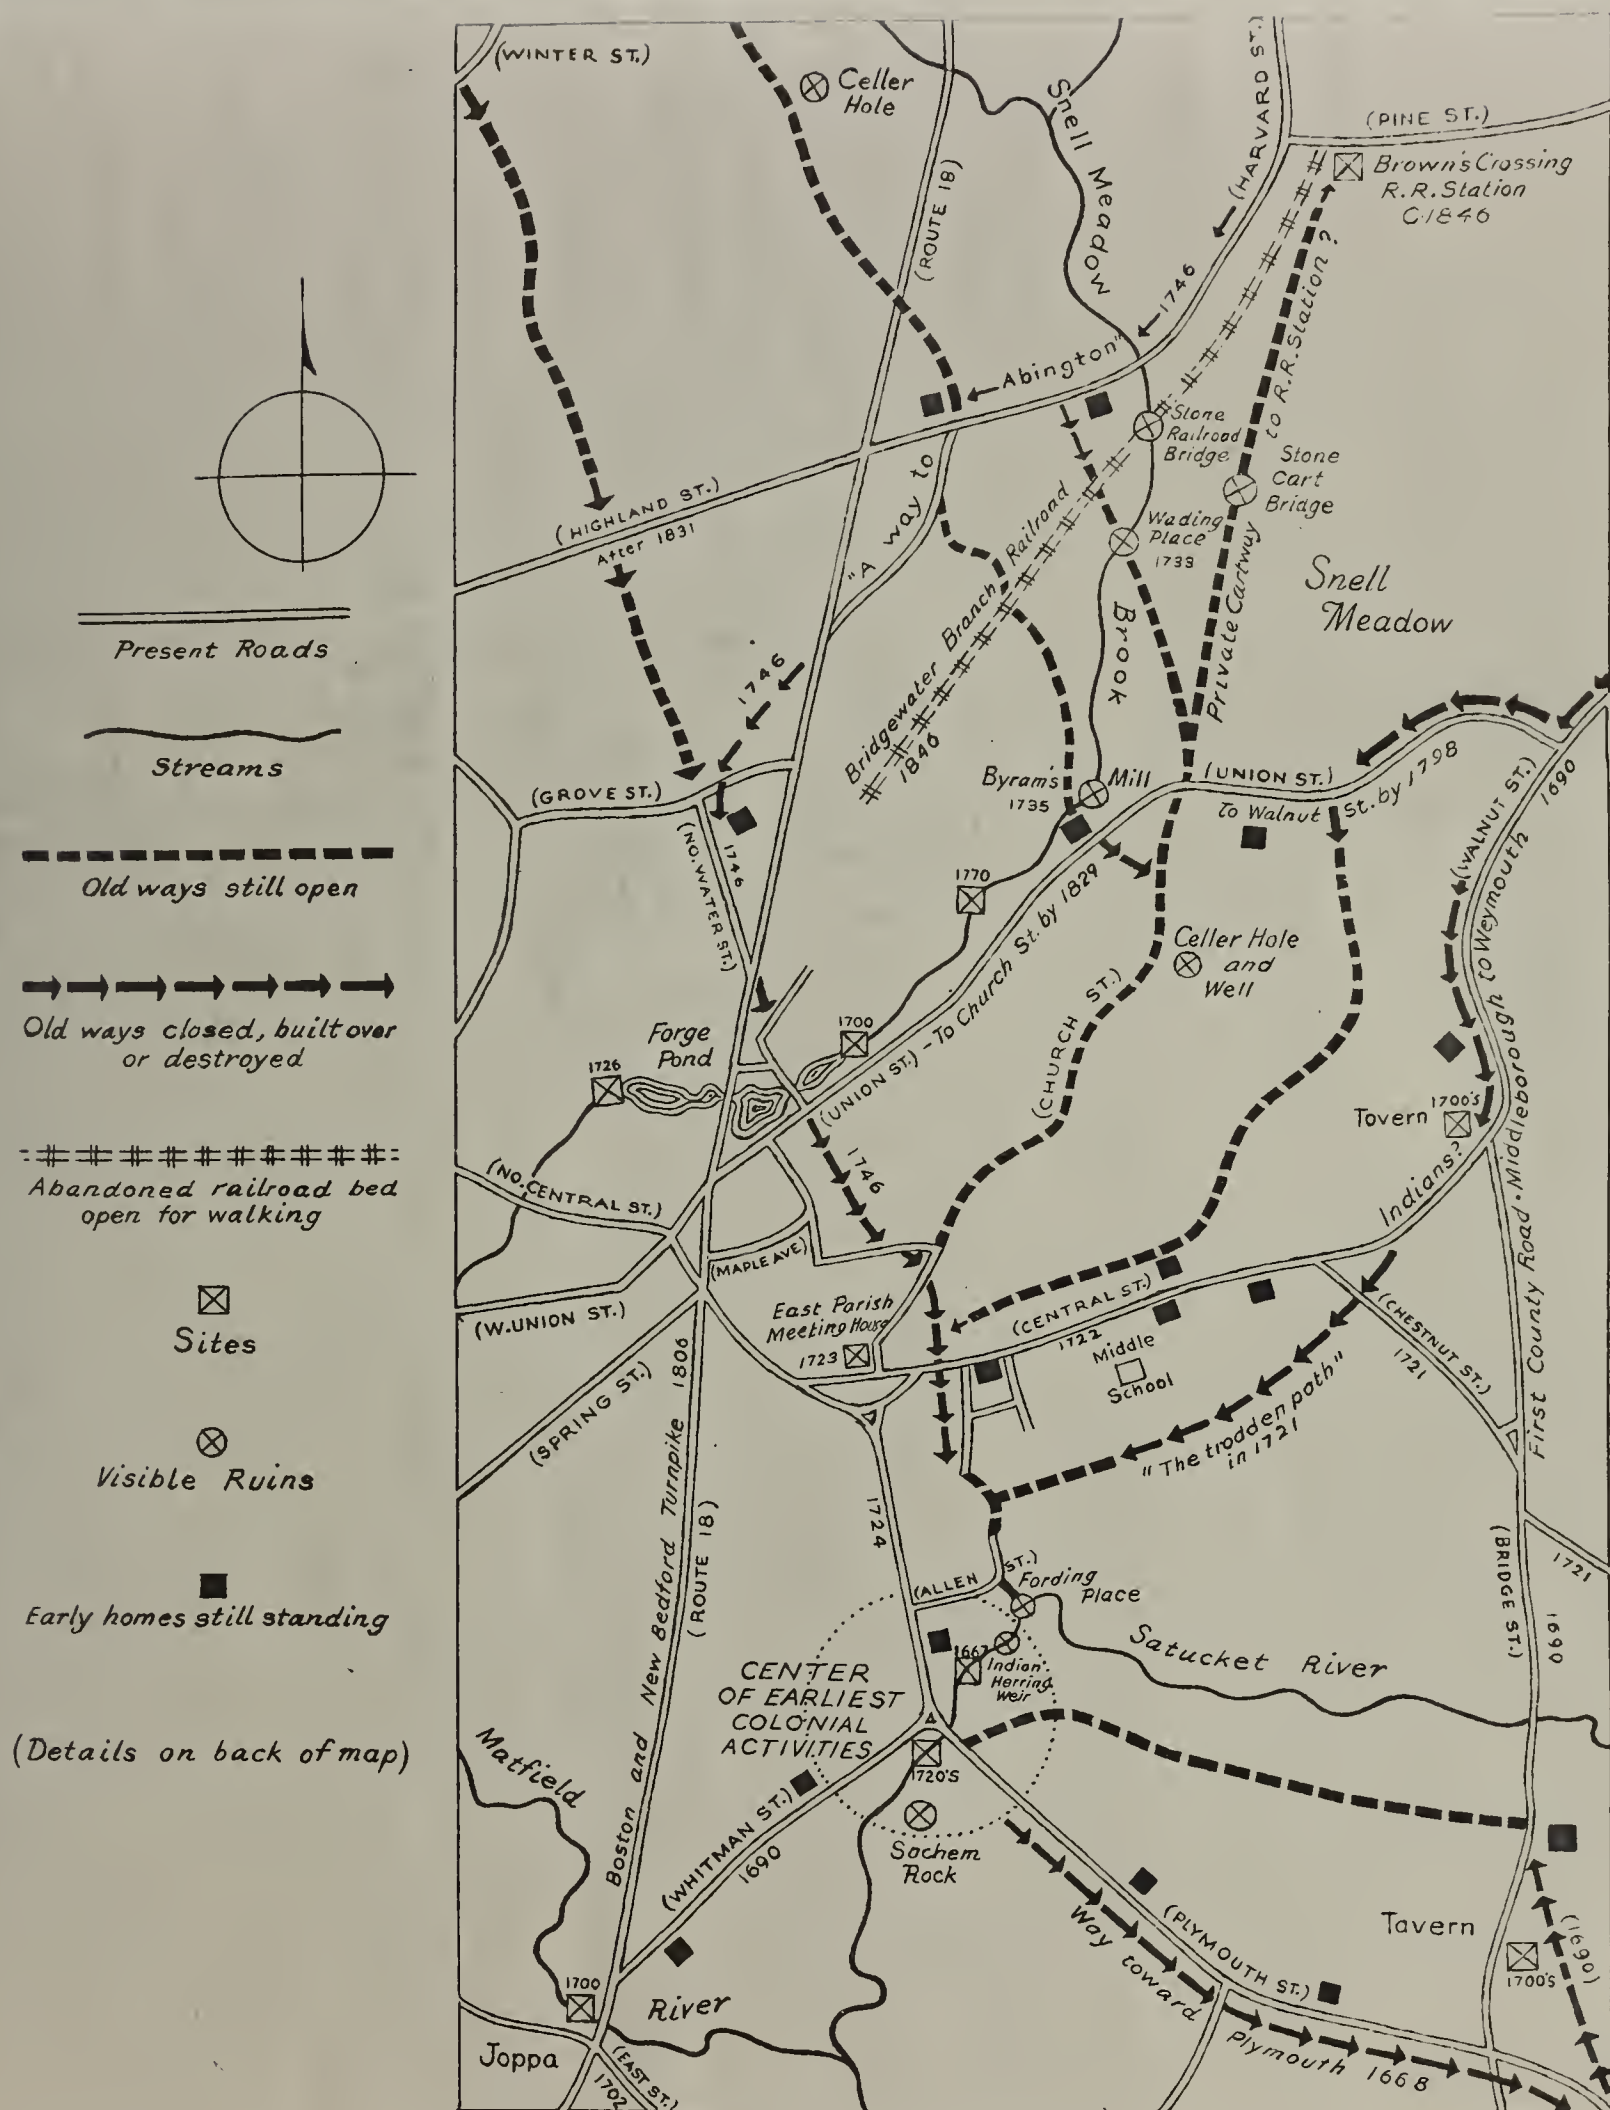 Present Roads
Streams
Old ways still open
Old ways closed, built over
or destroyed
Abandoned railroad bed
open for walking
Sites
Visible Ruins
Early homes still standing
(Details on back of map)
(WINTER ST.)
Celler
Hole
(ROUTE 18)
Snell Meadow
(HARVARD ST.)
(PINE ST.)
Brown's Crossing
R.R. Station
C-1846
1746
"A way to
Abington"
to R.R. Station ?
Stone
Railroad
Bridge
Stone
Cart
Bridge
(HIGHLAND ST.)
After 1831
Wading
Place
1733
Private Cartway
Snell
Meadow
Brook
Bridgewater Branch Railroad
1846
1746
(GROVE ST.)
(NO. WATER ST.)
1746
Byram's
1735
Mill
(UNION ST.)
to Walnut St. by 1798
(WALNUT ST.)
1690
1770
(UNION ST.) - To Church St. by 1829
(CHURCH ST.)
Celler Hole
and
Well
First County Road · Middleborough to Weymouth
Forge
Pond
1726
1700
1746
Tovern
1700'S
Indians?
(NO. CENTRAL ST.)
(MAPLE AVE)
(W. UNION ST.)
(SPRING ST.)
East Parish
Meeting House
1723
(CENTRAL ST.)
1722
Middle
School
(CHESTNUT ST.)
1721
"The trodden path"
in 1721
Boston and New Bedford Turnpike 1806
(ROUTE 18)
1724
(ALLEN ST.)
Fording
Place
(BRIDGE ST.)
1721
1690
Satucket River
1667
Indian
Herring
Weir
CENTER
OF EARLIEST
COLONIAL
ACTIVITIES
1720'S
Sachem
Rock
Matfield
River
(WHITMAN ST.)
1690
1700
Joppa
(EAST ST.)
1702
Way toward Plymouth 1668
(PLYMOUTH ST.)
Tavern
1700'S
(1690)